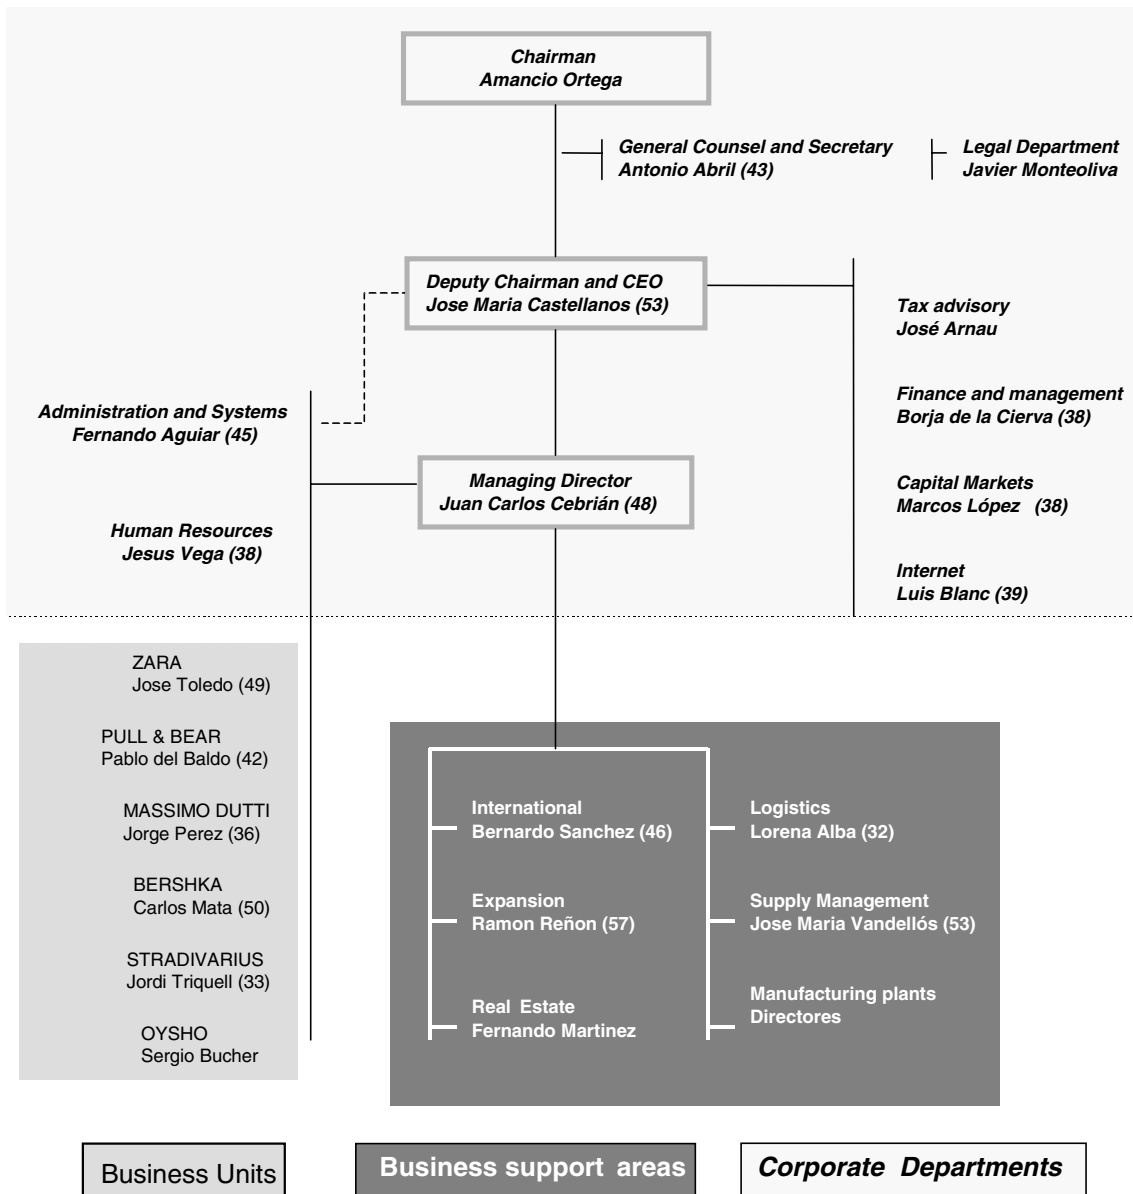 Chairman
Amancio Ortega
General Counsel and Secretary
Antonio Abril (43)
Legal Department
Javier Monteoliva
Deputy Chairman and CEO
Jose Maria Castellanos (53)
Tax advisory
José Arnau
Finance and management
Borja de la Cierva (38)
Administration and Systems
Fernando Aguiar (45)
Managing Director
Juan Carlos Cebrián (48)
Capital Markets
Marcos López (38)
Human Resources
Jesus Vega (38)
Internet
Luis Blanc (39)
ZARA
Jose Toledo (49)
PULL & BEAR
Pablo del Baldo (42)
MASSIMO DUTTI
Jorge Perez (36)
BERSHKA
Carlos Mata (50)
STRADIVARIUS
Jordi Triquell (33)
OYSHO
Sergio Bucher
International
Bernardo Sanchez (46)
Expansion
Ramon Reñon (57)
Real Estate
Fernando Martinez
Logistics
Lorena Alba (32)
Supply Management
Jose Maria Vandellós (53)
Manufacturing plants
Directores
Business Units
Business support areas
Corporate Departments